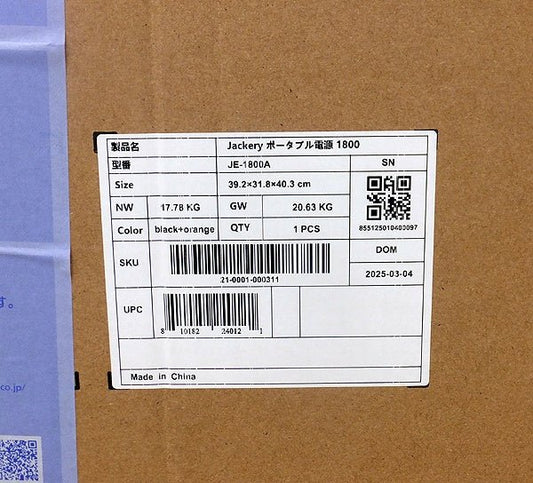 製品名 Jackery ポータブル電源 1800
型番 JE-1800A SN
Size 39.2×31.8×40.3 cm
NW 17.78 KG GW 20.63 KG
855125010400097
Color black+orange QTY 1 PCS
SKU DOM
21-0001-000311 2025-03-04
UPC
8 10182 24012 1
Made in China
す。
co.jp/